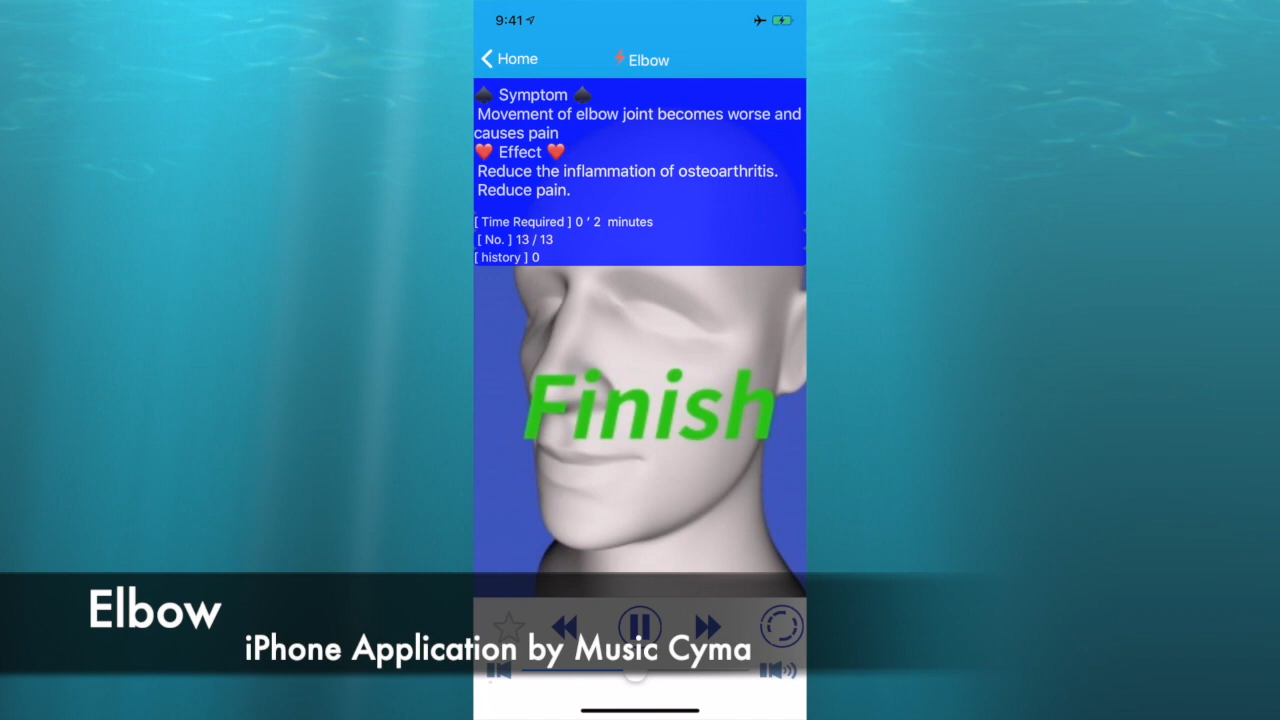 9:41
Home
Elbow
Symptom
Movement of elbow joint becomes worse and
causes pain
Effect
Reduce the inflammation of osteoarthritis.
Reduce pain.
[ Time Required ] 0 ’ 2 minutes
[ No. ] 13 / 13
[ history ] 0
Finish
Elbow
iPhone Application by Music Cyma